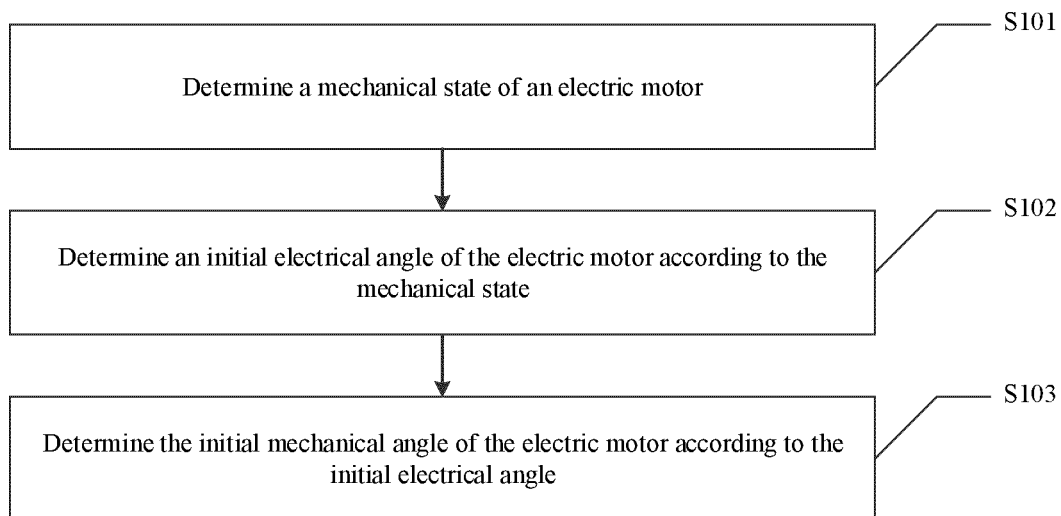 S101
Determine a mechanical state of an electric motor
S102
Determine an initial electrical angle of the electric motor according to the
mechanical state
S103
Determine the initial mechanical angle of the electric motor according to the
initial electrical angle